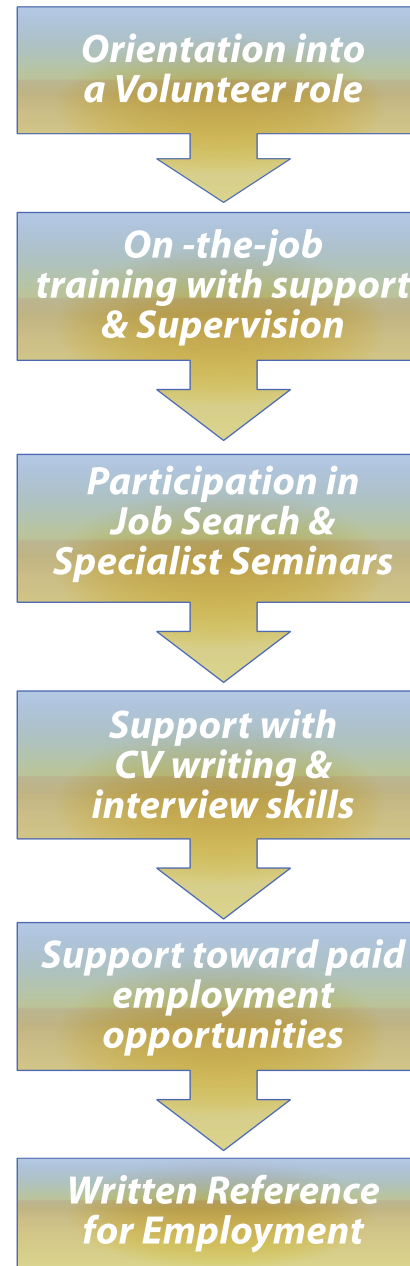 Orientation into
a Volunteer role
On -the-job
training with support
& Supervision
Participation in
Job Search &
Specialist Seminars
Support with
CV writing &
interview skills
Support toward paid
employment
opportunities
Written Reference
for Employment